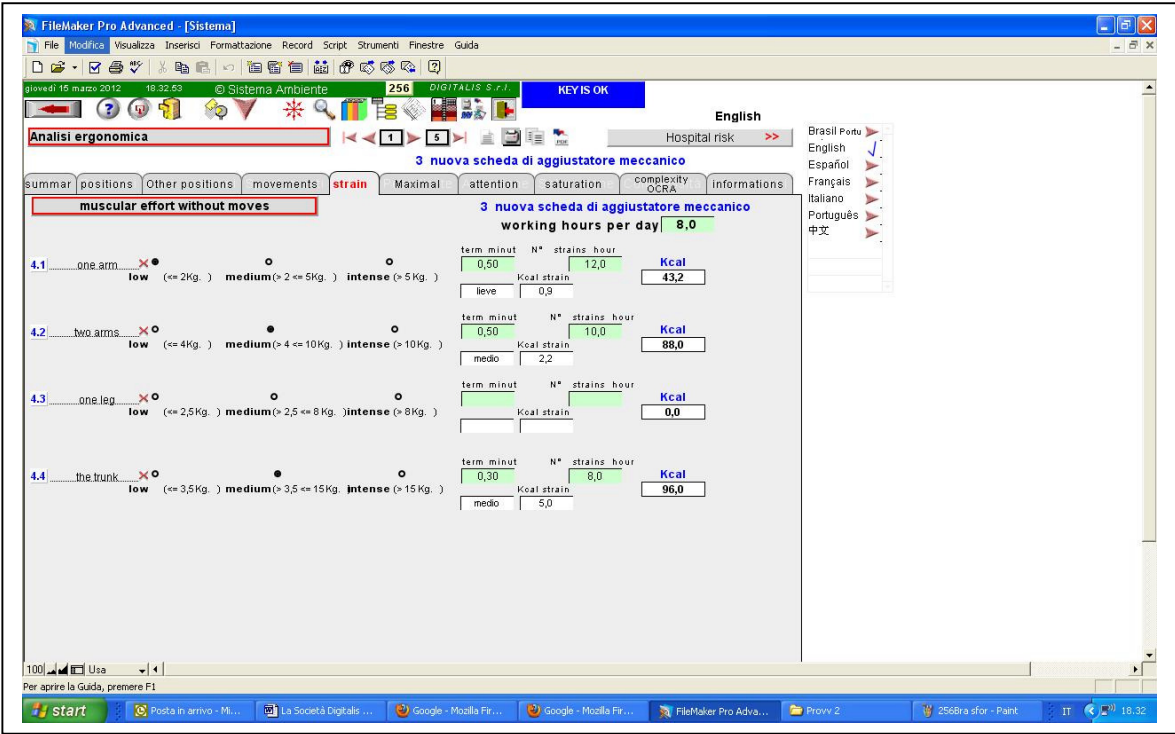 FileMaker Pro Advanced - [Sistema]
File Modifica Visualizza Inserisci Formattazione Record Script Strumenti Finestre Guida
giovedì 15 marzo 2012 18.32.53 © Sistema Ambiente 256 DIGITALIS S.r.l. KEY IS OK
English
Analisi ergonomica 1 5 Hospital risk >>
3 nuova scheda di aggiustatore meccanico
summar positions Other positions movements strain Maximal attention saturation complexity OCRA informations
muscular effort without moves 3 nuova scheda di aggiustatore meccanico
working hours per day 8,0
term minut N° strains hour
4.1 one arm 0,50 12,0 Kcal
low (<= 2Kg. ) medium(> 2 <= 5Kg. ) intense (> 5 Kg. ) Kcal strain 43,2
lieve 0,9
term minut N° strains hour
4.2 two arms 0,50 10,0 Kcal
low (<= 4Kg. ) medium(> 4 <= 10Kg. ) intense (> 10Kg. ) Kcal strain 88,0
medio 2,2
term minut N° strains hour
4.3 one leg Kcal
low (<= 2,5Kg. ) medium(> 2,5 <= 8 Kg. )intense (> 8Kg. ) Kcal strain 0,0
term minut N° strains hour
4.4 the trunk 0,30 8,0 Kcal
low (<= 3,5Kg. ) medium(> 3,5 <= 15Kg. intense (> 15 Kg. ) Kcal strain 96,0
medio 5,0
Brasil Portu
English
Español
Français
Italiano
Português
中文
100 Usa
Per aprire la Guida, premere F1
start Posta in arrivo - Mi... La Società Digitalis ... Google - Mozilla Fir... Google - Mozilla Fir... FileMaker Pro Adva... Provv 2 256Bra sfor - Paint IT 18.32